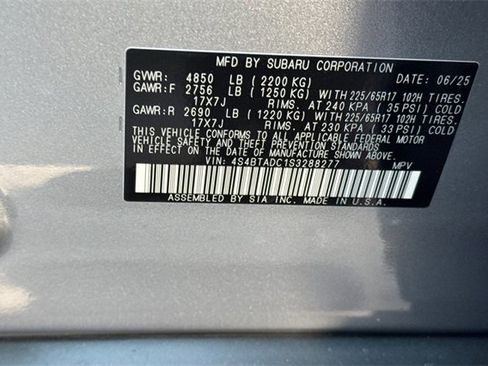 MFD BY SUBARU CORPORATION
GVWR: 4850 LB (2200 KG) DATE: 06/25
GAWR:F 2756 LB (1250 KG) WITH 225/65R17 102H TIRES.
17X7J RIMS. AT 240 KPA (35 PSI) COLD
GAWR:R 2690 LB (1220 KG) WITH 225/65R17 102H TIRES.
17X7J RIMS. AT 230 KPA (33 PSI) COLD
THIS VEHICLE CONFORMS TO ALL APPLICABLE FEDERAL MOTOR
VEHICLE SAFETY AND THEFT PREVENTION STANDARDS
IN EFFECT ON THE DATE OF MANUFACTURE SHOWN ABOVE.
VIN: 4S4BTADC1S3288277 MPV
ASSEMBLED BY SIA INC. MADE IN U.S.A.